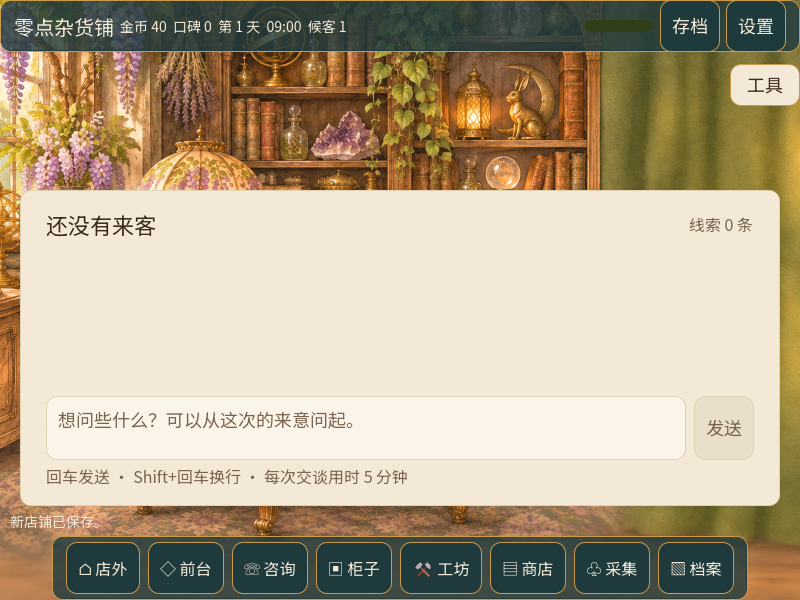 零点杂货铺 金币 40 口碑 0 第 1 天 09:00 候客 1 存档 设置
工具
还没有来客 线索 0 条
想问些什么？可以从这次的来意问起。
发送
回车发送 · Shift+回车换行 · 每次交谈用时 5 分钟
新店铺已保存。
店外 前台 咨询 柜子 工坊 商店 采集 档案